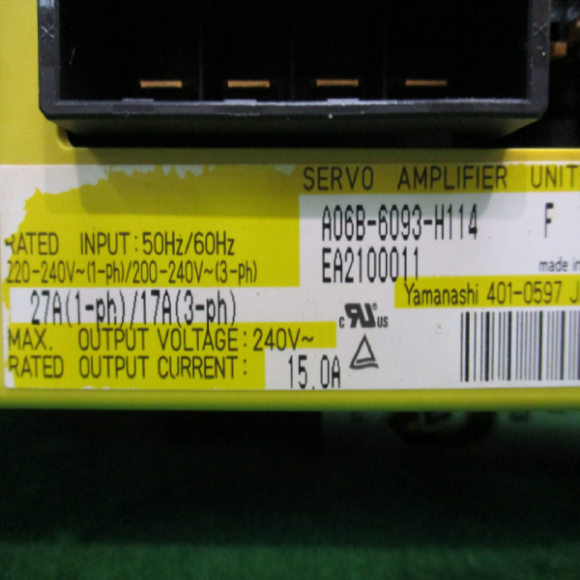 SERVO AMPLIFIER UNIT
A06B-6093-H114 F
EA2100011
made in
Yamanashi 401-0597 J
RATED INPUT:50Hz/60Hz
220-240V~(1-ph)/200-240V~(3-ph)
27A(1-ph)/17A(3-ph)
MAX. OUTPUT VOLTAGE:240V~
RATED OUTPUT CURRENT: 15.0A
c RU ® US